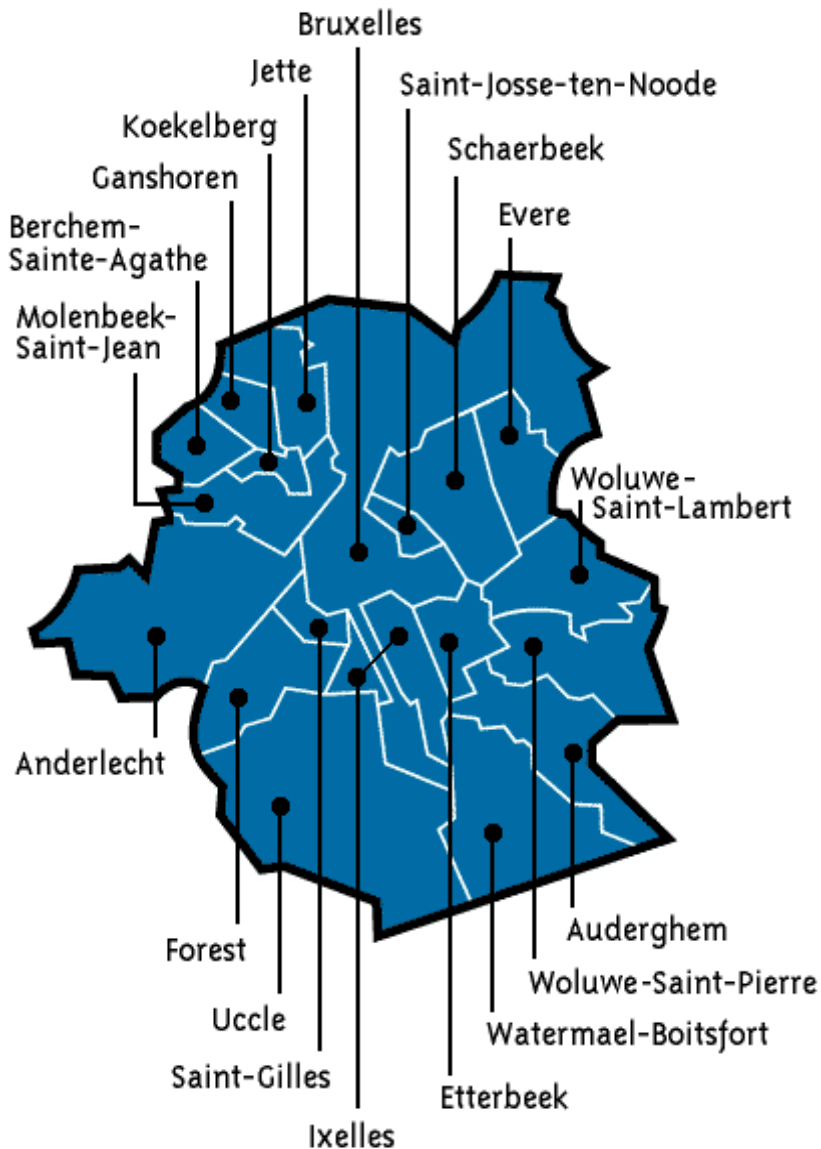 Bruxelles
Jette
Saint-Josse-ten-Noode
Koekelberg
Schaerbeek
Ganshoren
Evere
Berchem-
Sainte-Agathe
Molenbeek-
Saint-Jean
Woluwe-
Saint-Lambert
Anderlecht
Auderghem
Forest
Woluwe-Saint-Pierre
Uccle
Watermael-Boitsfort
Saint-Gilles
Etterbeek
Ixelles